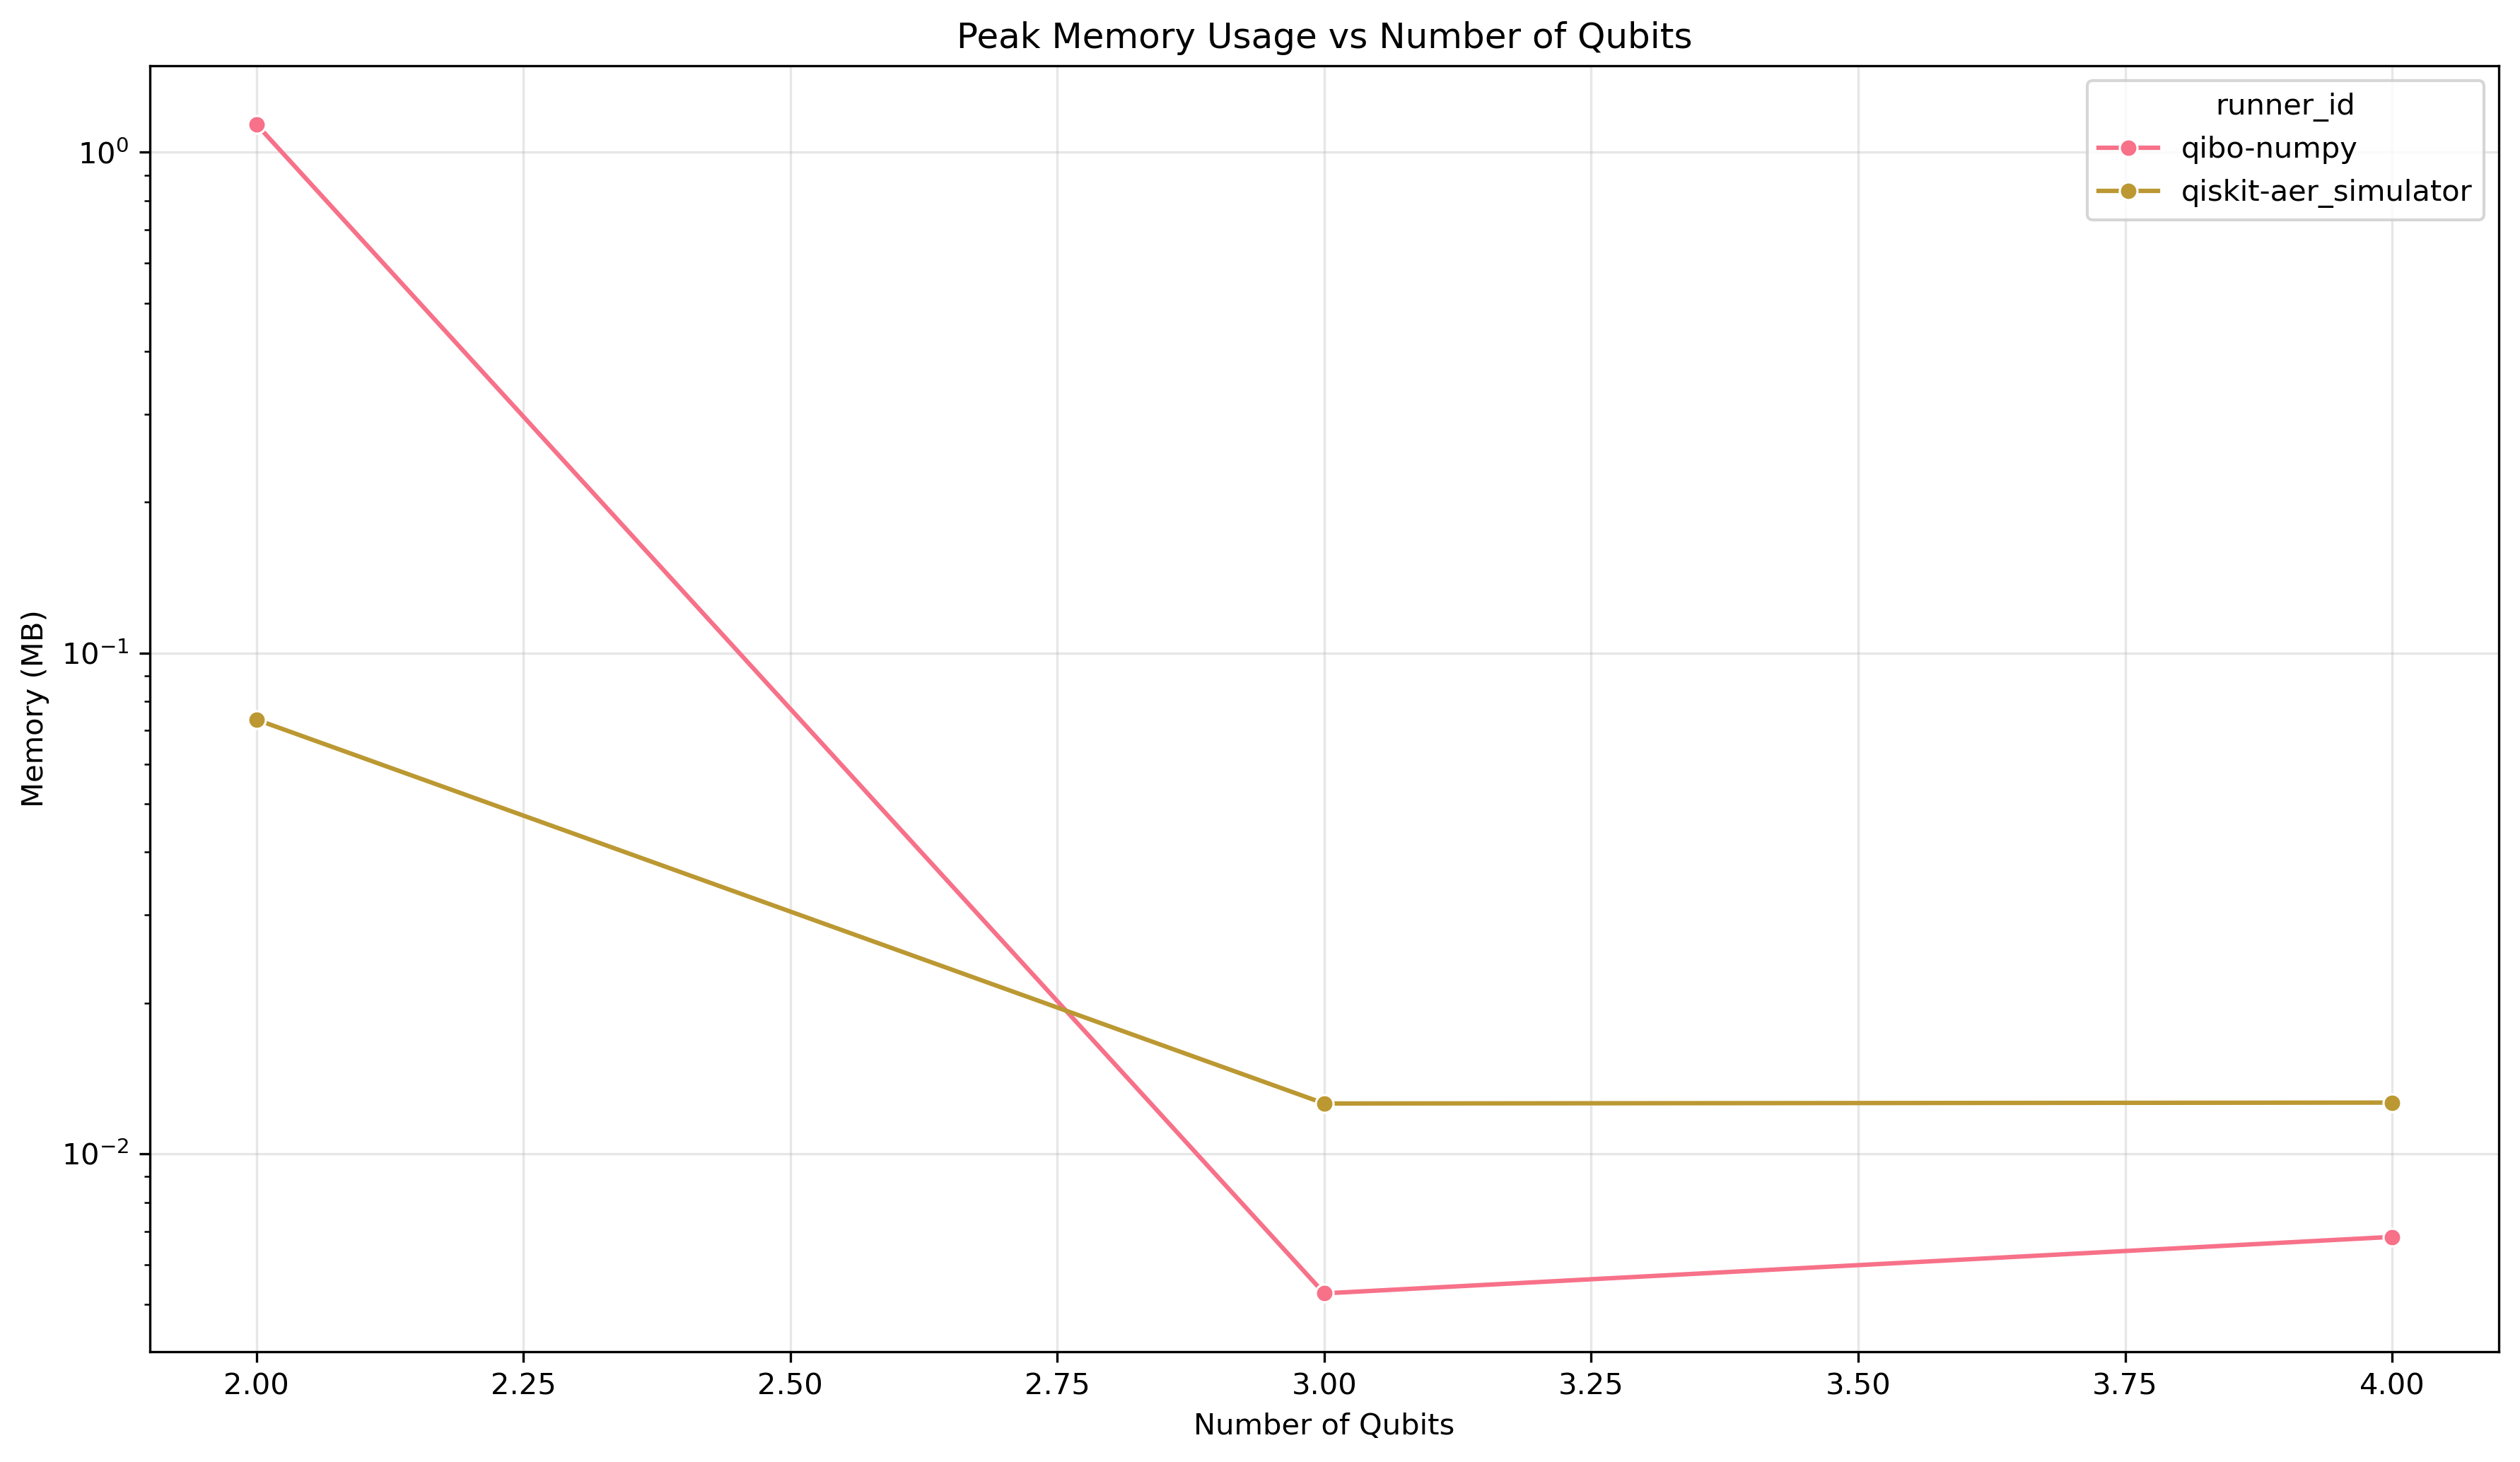 Peak Memory Usage vs Number of Qubits
runner_id
qibo-numpy
qiskit-aer_simulator
Memory (MB)
10⁰
10⁻¹
10⁻²
2.00 2.25 2.50 2.75 3.00 3.25 3.50 3.75 4.00
Number of Qubits